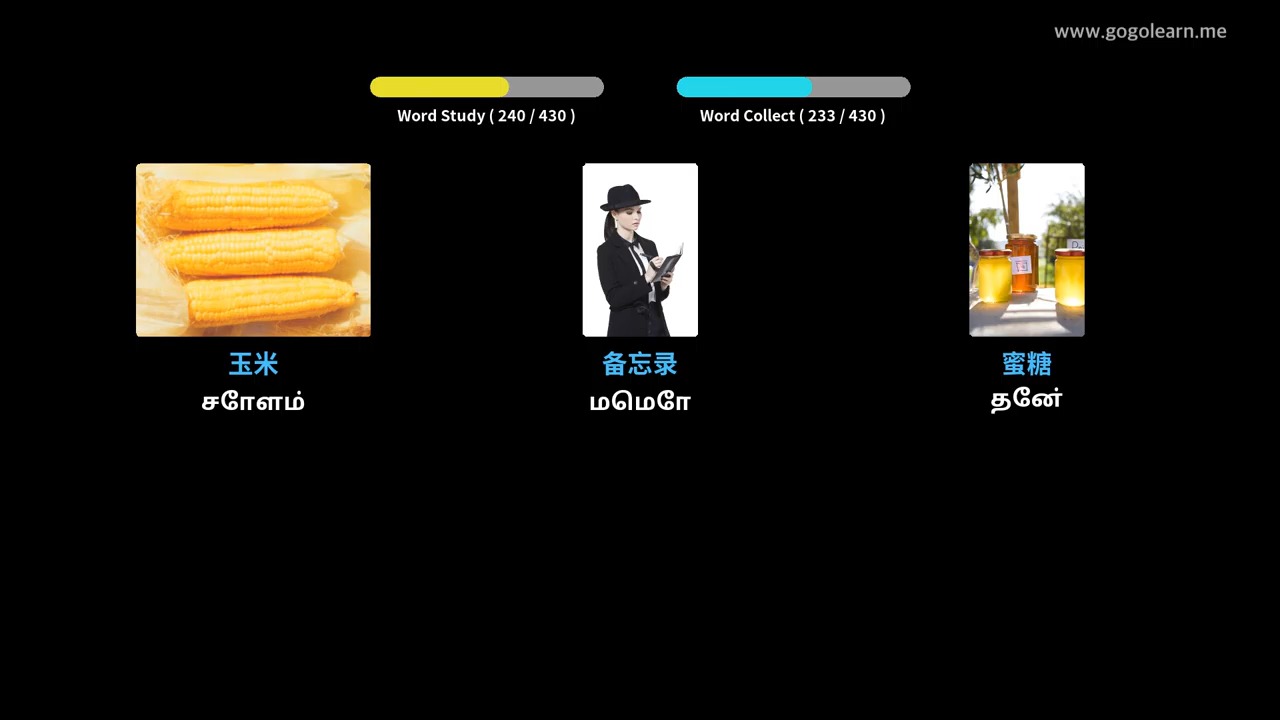 www.gogolearn.me
Word Study ( 240 / 430 )
Word Collect ( 233 / 430 )
玉米
备忘录
蜜糖
சாேளம்
மமொே
தனே்